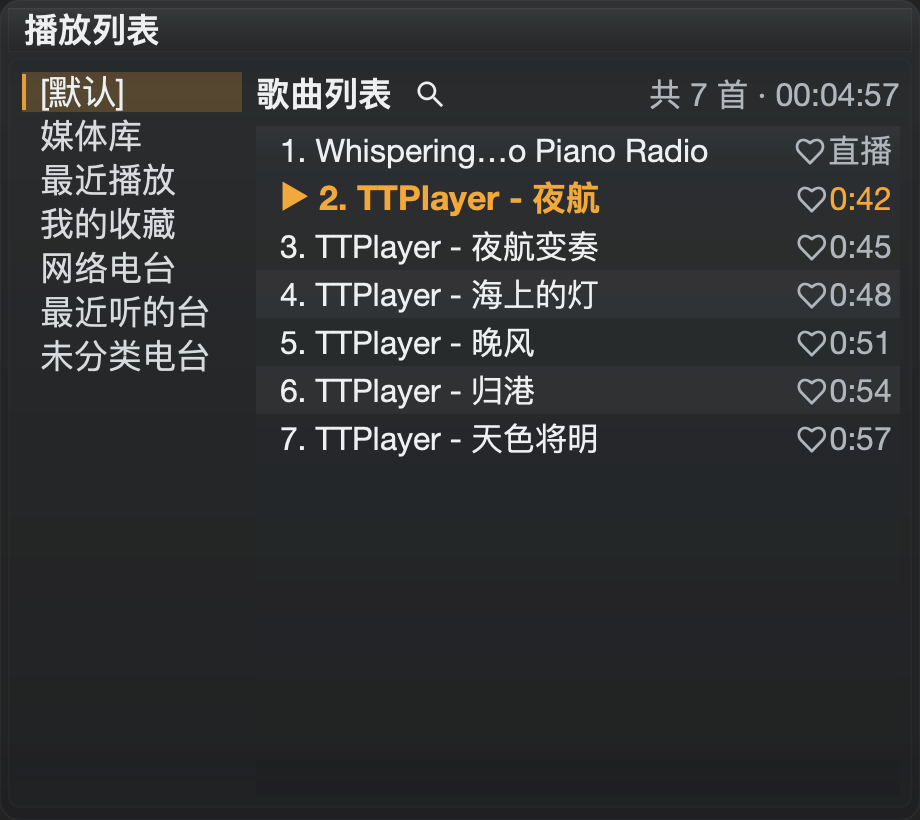 播放列表
[默认]
媒体库
最近播放
我的收藏
网络电台
最近听的台
未分类电台
歌曲列表
共 7 首 · 00:04:57
1. Whispering…o Piano Radio 直播
2. TTPlayer - 夜航 0:42
3. TTPlayer - 夜航变奏 0:45
4. TTPlayer - 海上的灯 0:48
5. TTPlayer - 晚风 0:51
6. TTPlayer - 归港 0:54
7. TTPlayer - 天色将明 0:57